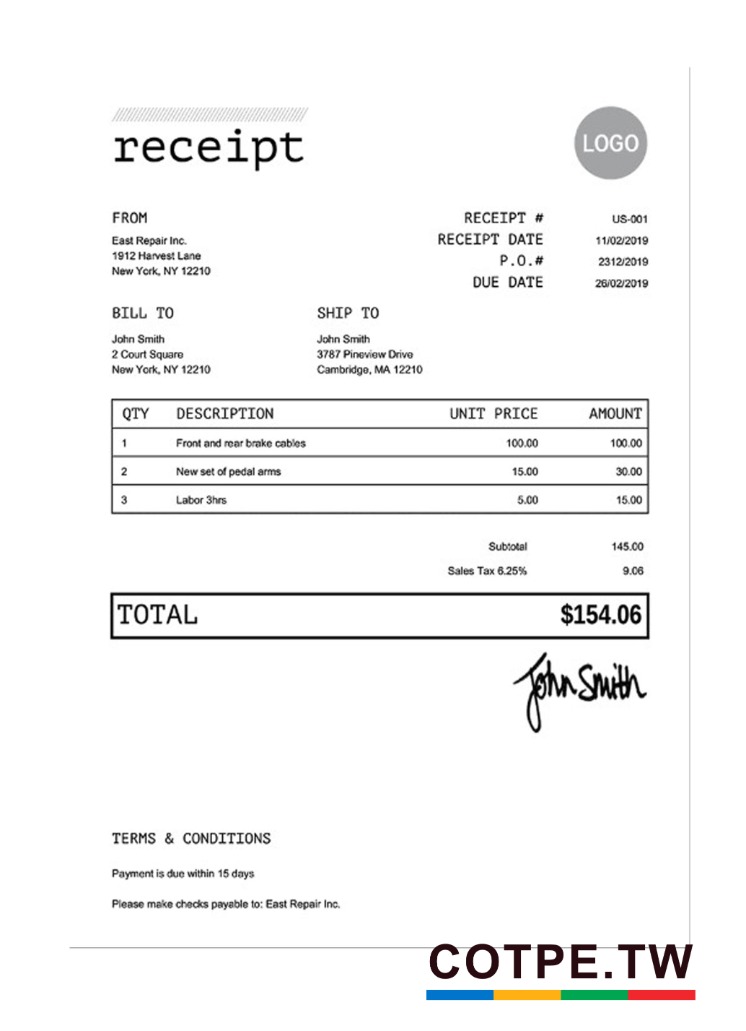 receipt
LOGO
FROM
East Repair Inc.
1912 Harvest Lane
New York, NY 12210
RECEIPT # US-001
RECEIPT DATE 11/02/2019
P.O.# 2312/2019
DUE DATE 26/02/2019
BILL TO
John Smith
2 Court Square
New York, NY 12210
SHIP TO
John Smith
3787 Pineview Drive
Cambridge, MA 12210
QTY DESCRIPTION UNIT PRICE AMOUNT
1 Front and rear brake cables 100.00 100.00
2 New set of pedal arms 15.00 30.00
3 Labor 3hrs 5.00 15.00
Subtotal 145.00
Sales Tax 6.25% 9.06
TOTAL $154.06
John Smith
TERMS & CONDITIONS
Payment is due within 15 days
Please make checks payable to: East Repair Inc.
COTPE.TW